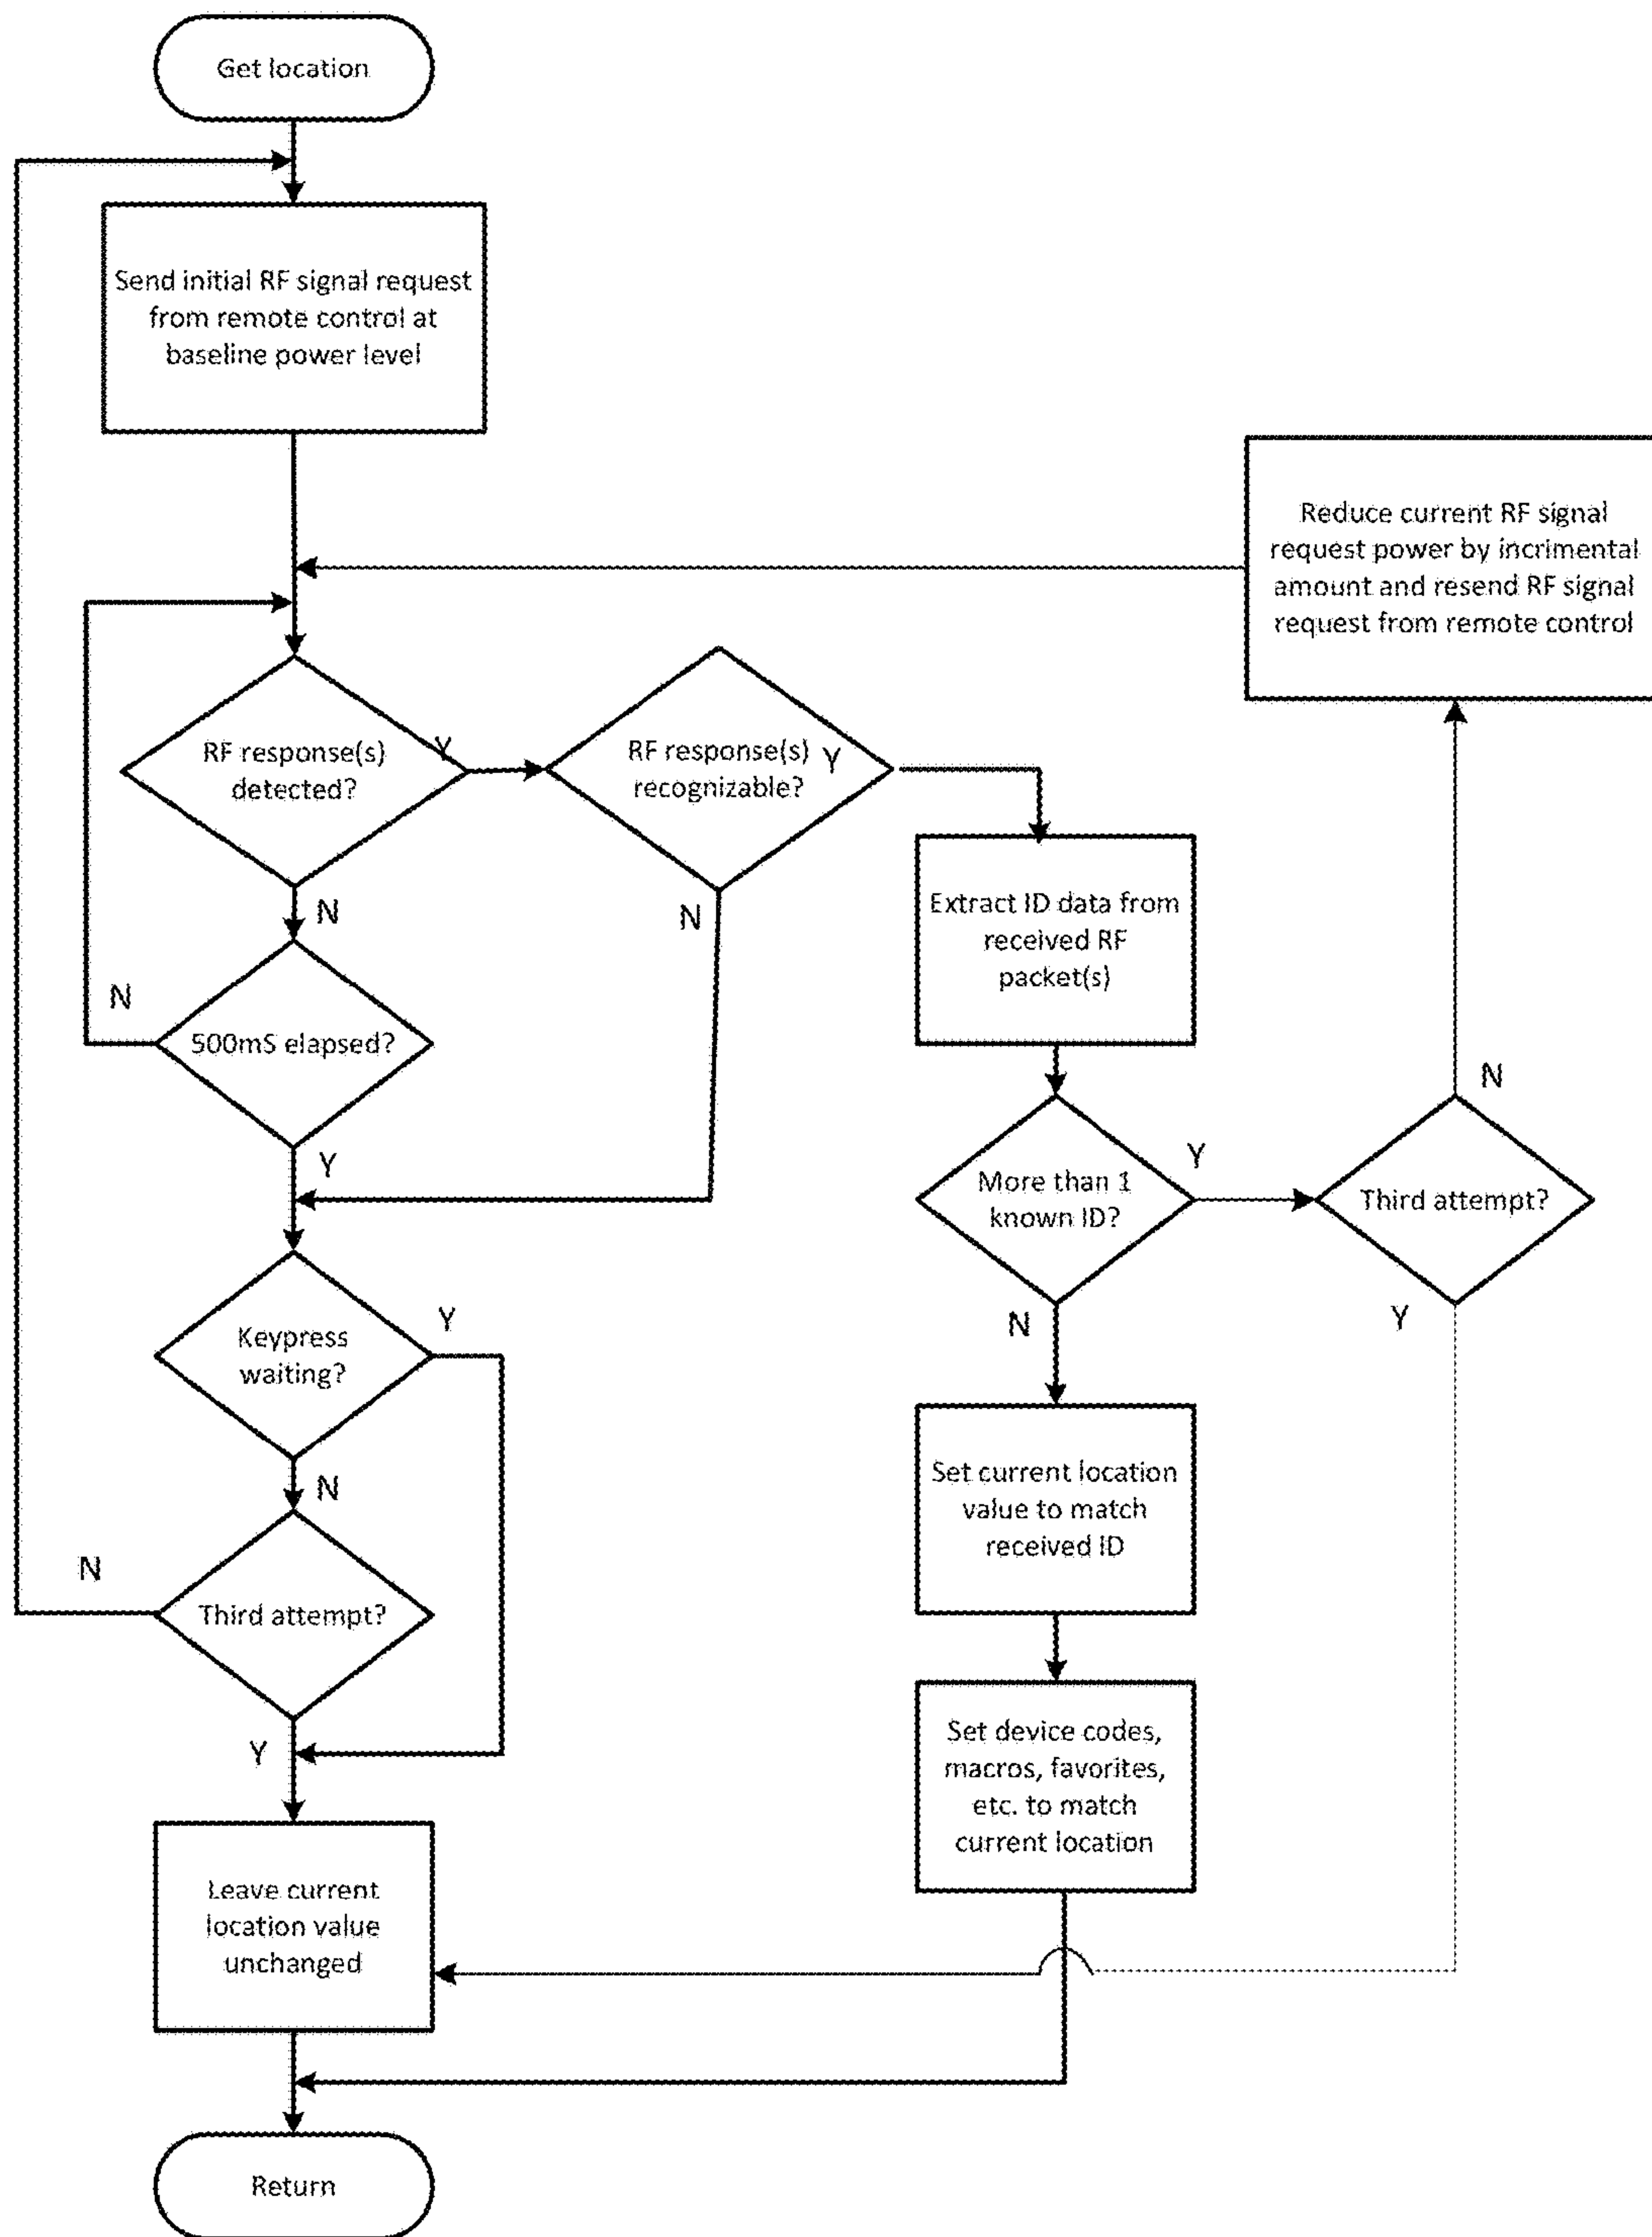 Get location
Send initial RF signal request
from remote control at
baseline power level
Reduce current RF signal
request power by incrimental
amount and resend RF signal
request from remote control
RF response(s)
detected?
Y
RF response(s)
recognizable?
Y
N
N
Extract ID data from
received RF
packet(s)
500mS elapsed?
N
Y
More than 1
known ID?
Y
N
Third attempt?
N
Y
Keypress
waiting?
Y
N
Set current location
value to match
received ID
Third attempt?
N
Y
Set device codes,
macros, favorites,
etc. to match
current location
Leave current
location value
unchanged
Return